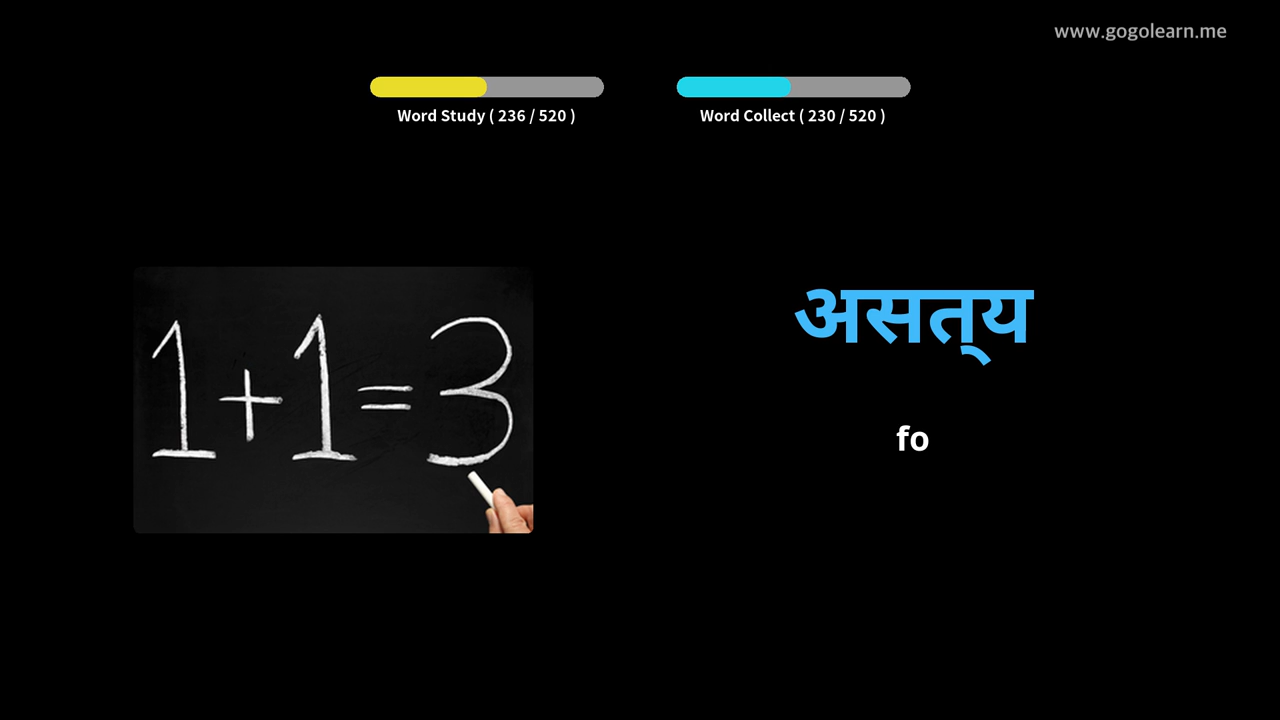 www.gogolearn.me
Word Study ( 236 / 520 )
Word Collect ( 230 / 520 )
1+1=3
असत्य
fo